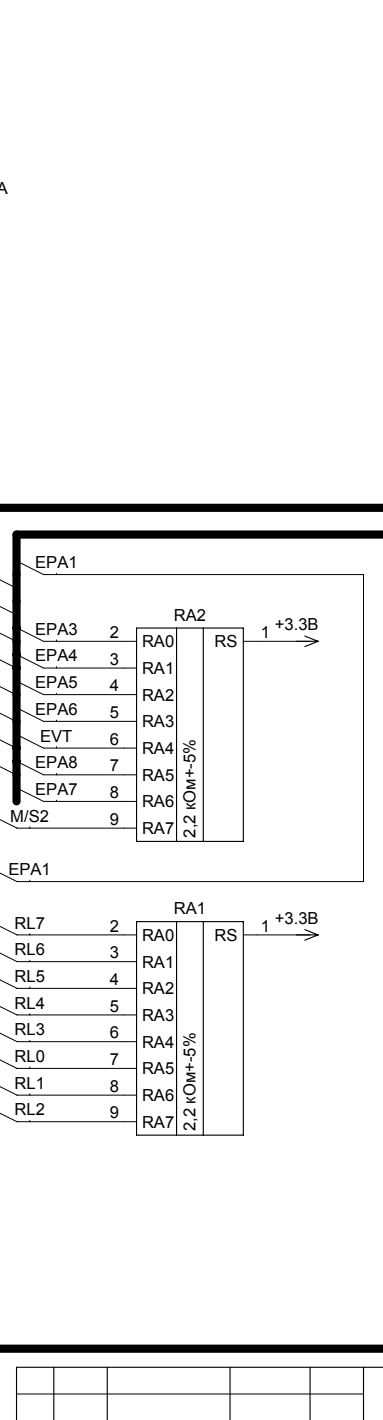 A
EPA1
RA2
EPA3 2 RA0 RS 1 +3.3В
EPA4 3 RA1
EPA5 4 RA2
EPA6 5 RA3
EVT 6 RA4
EPA8 7 RA5
EPA7 8 RA6
M/S2 9 RA7
2,2 кОм+-5%
EPA1
RA1
RL7 2 RA0 RS 1 +3.3В
RL6 3 RA1
RL5 4 RA2
RL4 5 RA3
RL3 6 RA4
RL0 7 RA5
RL1 8 RA6
RL2 9 RA7
2,2 кОм+-5%